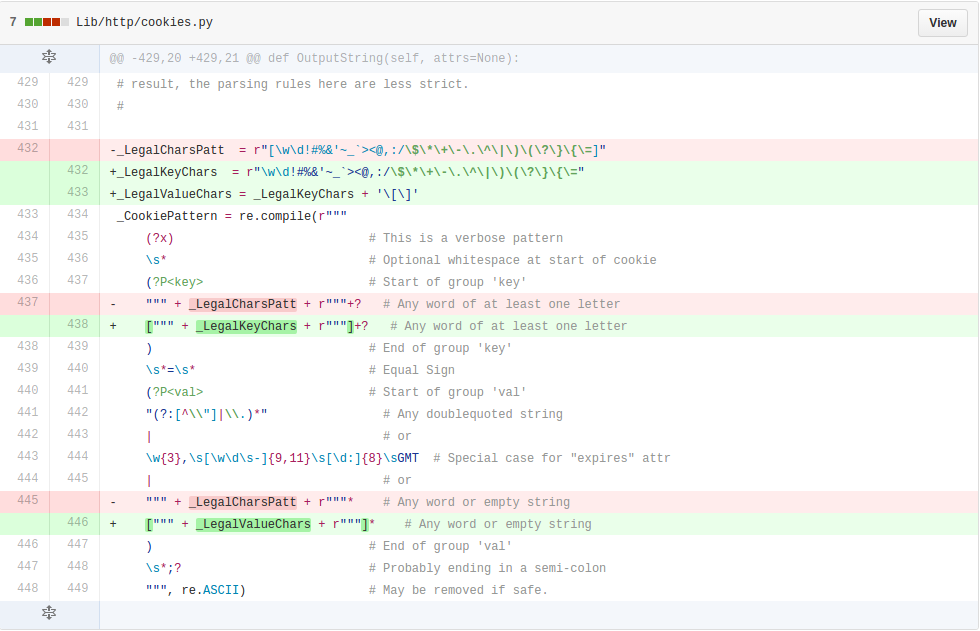 7 Lib/http/cookies.py View
@@ -429,20 +429,21 @@ def OutputString(self, attrs=None):
429 429 # result, the parsing rules here are less strict.
430 430 #
431 431
432 -_LegalCharsPatt  = r"[\w\d!#%&'~_`><@,:/\$\*\+\-\.\^\|\)\(\?\}\{\=]"
432 +_LegalKeyChars  = r"\w\d!#%&'~_`><@,:/\$\*\+\-\.\^\|\)\(\?\}\{\="
433 +_LegalValueChars = _LegalKeyChars + '\[\]'
433 434 _CookiePattern = re.compile(r"""
434 435 (?x) # This is a verbose pattern
435 436 \s* # Optional whitespace at start of cookie
436 437 (?P<key> # Start of group 'key'
437 - """ + _LegalCharsPatt + r"""+? # Any word of at least one letter
438 + [""" + _LegalKeyChars + r"""]+? # Any word of at least one letter
438 439 ) # End of group 'key'
439 440 \s*=\s* # Equal Sign
440 441 (?P<val> # Start of group 'val'
441 442 "(?:[^\\"]|\\.)*" # Any doublequoted string
442 443 | # or
443 444 \w{3},\s[\w\d\s-]{9,11}\s[\d:]{8}\sGMT # Special case for "expires" attr
444 445 | # or
445 - """ + _LegalCharsPatt + r"""* # Any word or empty string
446 + [""" + _LegalValueChars + r"""]* # Any word or empty string
446 447 ) # End of group 'val'
447 448 \s*;? # Probably ending in a semi-colon
448 449 """, re.ASCII) # May be removed if safe.